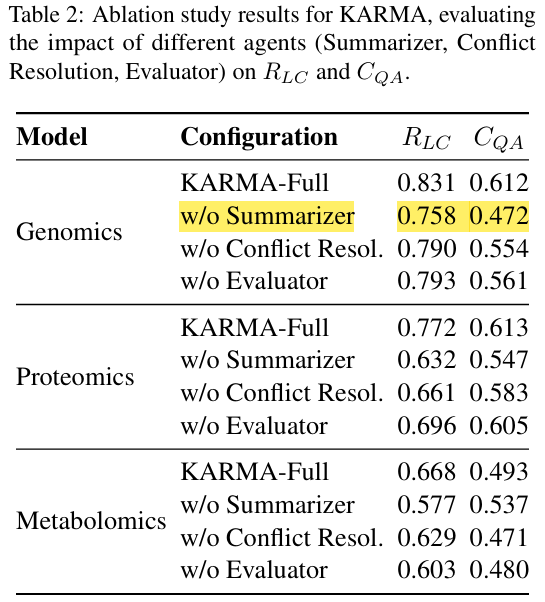 Table 2: Ablation study results for KARMA, evaluating
the impact of different agents (Summarizer, Conflict
Resolution, Evaluator) on R_LC and C_QA.
Model Configuration R_LC C_QA
Genomics
KARMA-Full 0.831 0.612
w/o Summarizer 0.758 0.472
w/o Conflict Resol. 0.790 0.554
w/o Evaluator 0.793 0.561
Proteomics
KARMA-Full 0.772 0.613
w/o Summarizer 0.632 0.547
w/o Conflict Resol. 0.661 0.583
w/o Evaluator 0.696 0.605
Metabolomics
KARMA-Full 0.668 0.493
w/o Summarizer 0.577 0.537
w/o Conflict Resol. 0.629 0.471
w/o Evaluator 0.603 0.480